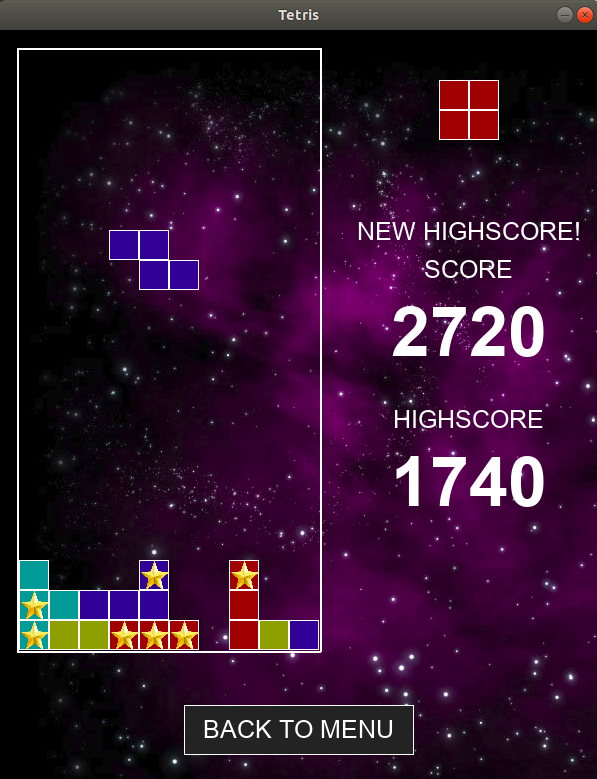 Tetris
NEW HIGHSCORE!
SCORE
2720
HIGHSCORE
1740
BACK TO MENU